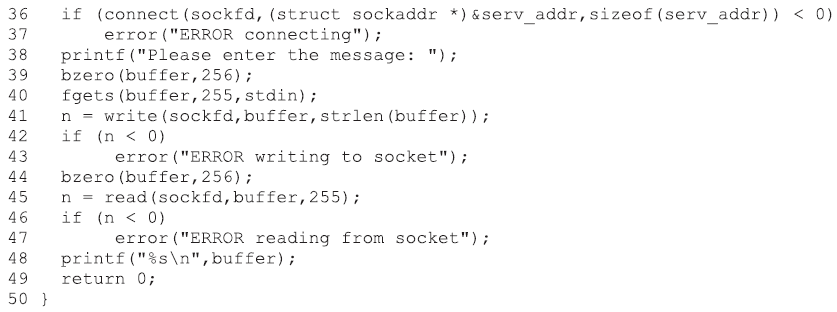 36   if (connect(sockfd,(struct sockaddr *)&serv_addr,sizeof(serv_addr)) < 0)
37       error("ERROR connecting");
38   printf("Please enter the message: ");
39   bzero(buffer,256);
40   fgets(buffer,255,stdin);
41   n = write(sockfd,buffer,strlen(buffer));
42   if (n < 0)
43        error("ERROR writing to socket");
44   bzero(buffer,256);
45   n = read(sockfd,buffer,255);
46   if (n < 0)
47        error("ERROR reading from socket");
48   printf("%s\n",buffer);
49   return 0;
50 }